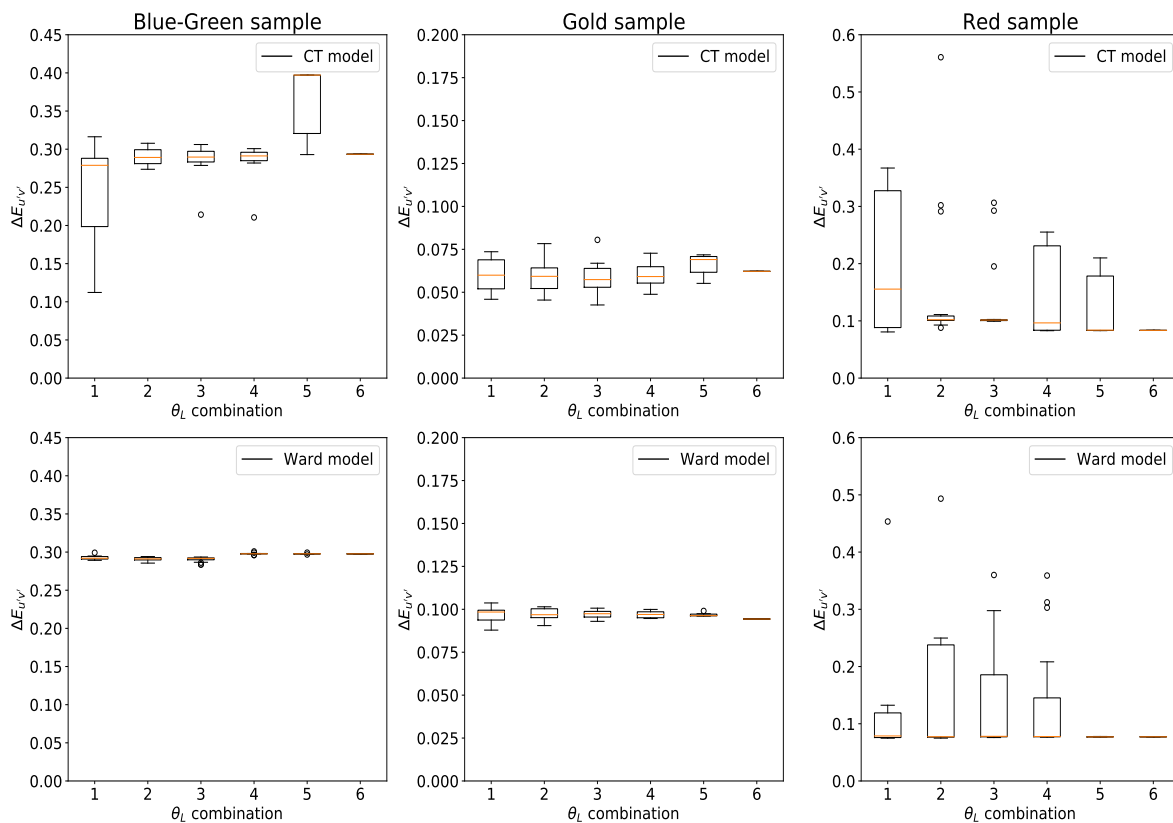 Blue-Green sample
0.45
0.40
0.35
0.30
0.25
0.20
0.15
0.10
0.05
0.00
ΔE_{u'v'}
CT model
1 2 3 4 5 6
θ_L combination
Gold sample
0.200
0.175
0.150
0.125
0.100
0.075
0.050
0.025
0.000
ΔE_{u'v'}
CT model
1 2 3 4 5 6
θ_L combination
Red sample
0.6
0.5
0.4
0.3
0.2
0.1
0.0
ΔE_{u'v'}
CT model
1 2 3 4 5 6
θ_L combination
0.45
0.40
0.35
0.30
0.25
0.20
0.15
0.10
0.05
0.00
ΔE_{u'v'}
Ward model
1 2 3 4 5 6
θ_L combination
0.200
0.175
0.150
0.125
0.100
0.075
0.050
0.025
0.000
ΔE_{u'v'}
Ward model
1 2 3 4 5 6
θ_L combination
0.6
0.5
0.4
0.3
0.2
0.1
0.0
ΔE_{u'v'}
Ward model
1 2 3 4 5 6
θ_L combination